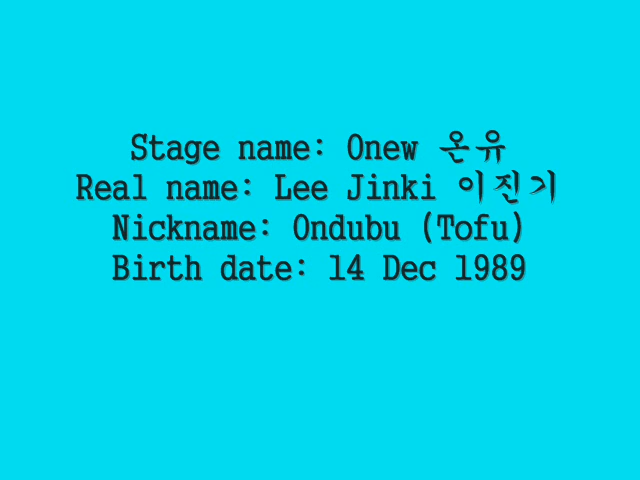 Stage name: Onew 온유
Real name: Lee Jinki 이진기
Nickname: Ondubu (Tofu)
Birth date: 14 Dec 1989